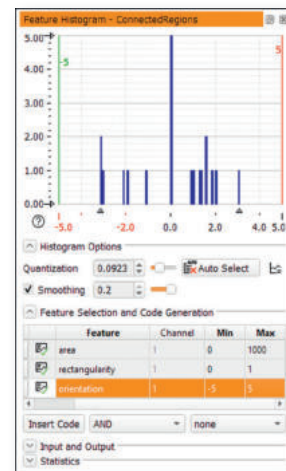 Feature Histogram - ConnectedRegions
5.00
-5
5
4.00
3.00
2.00
1.00
0.00
-5.0 -2.0 0.0 2.0 4.0 5.0
Histogram Options
Quantization 0.0923 Auto Select
Smoothing 0.2
Feature Selection and Code Generation
Feature Channel Min Max
area 1 0 1000
rectangularity 1 0 1
orientation 1 -5 5
Insert Code AND none
Input and Output
Statistics